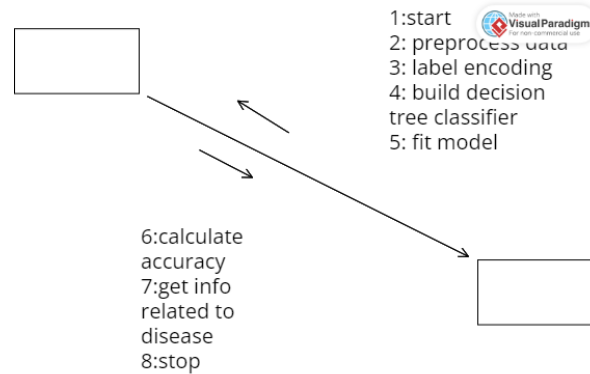 1:start
Made with
Visual Paradigm
For non-commercial use
2: preprocess data
3: label encoding
4: build decision
tree classifier
5: fit model
6:calculate
accuracy
7:get info
related to
disease
8:stop